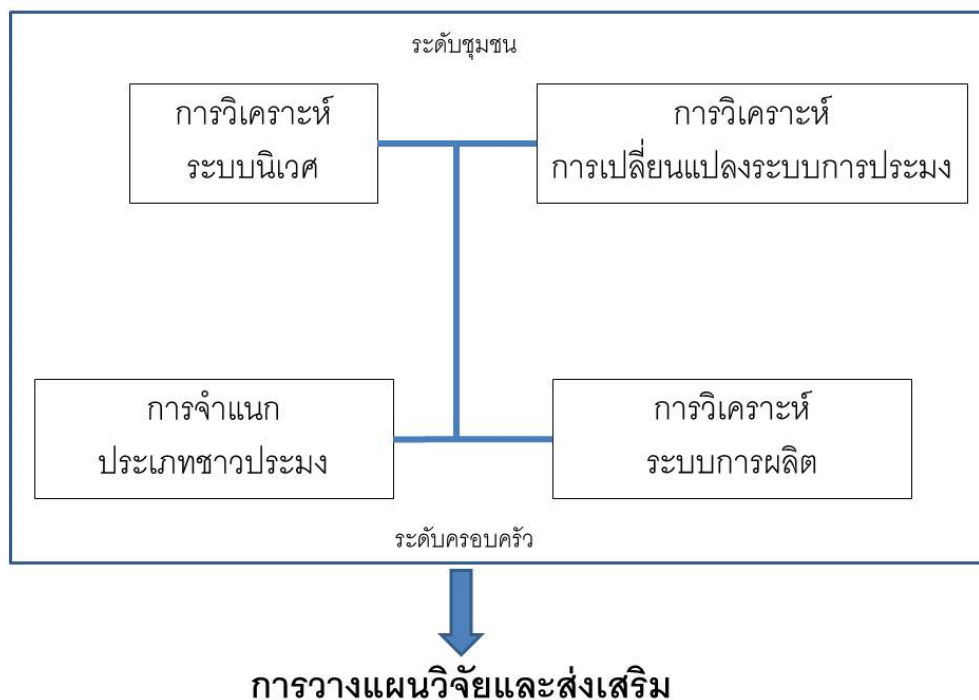 ระดับชุมชน
การวิเคราะห์
ระบบนิเวศ
การวิเคราะห์
การเปลี่ยนแปลงระบบการประมง
การจำแนก
ประเภทชาวประมง
การวิเคราะห์
ระบบการผลิต
ระดับครอบครัว
การวางแผนวิจัยและส่งเสริม